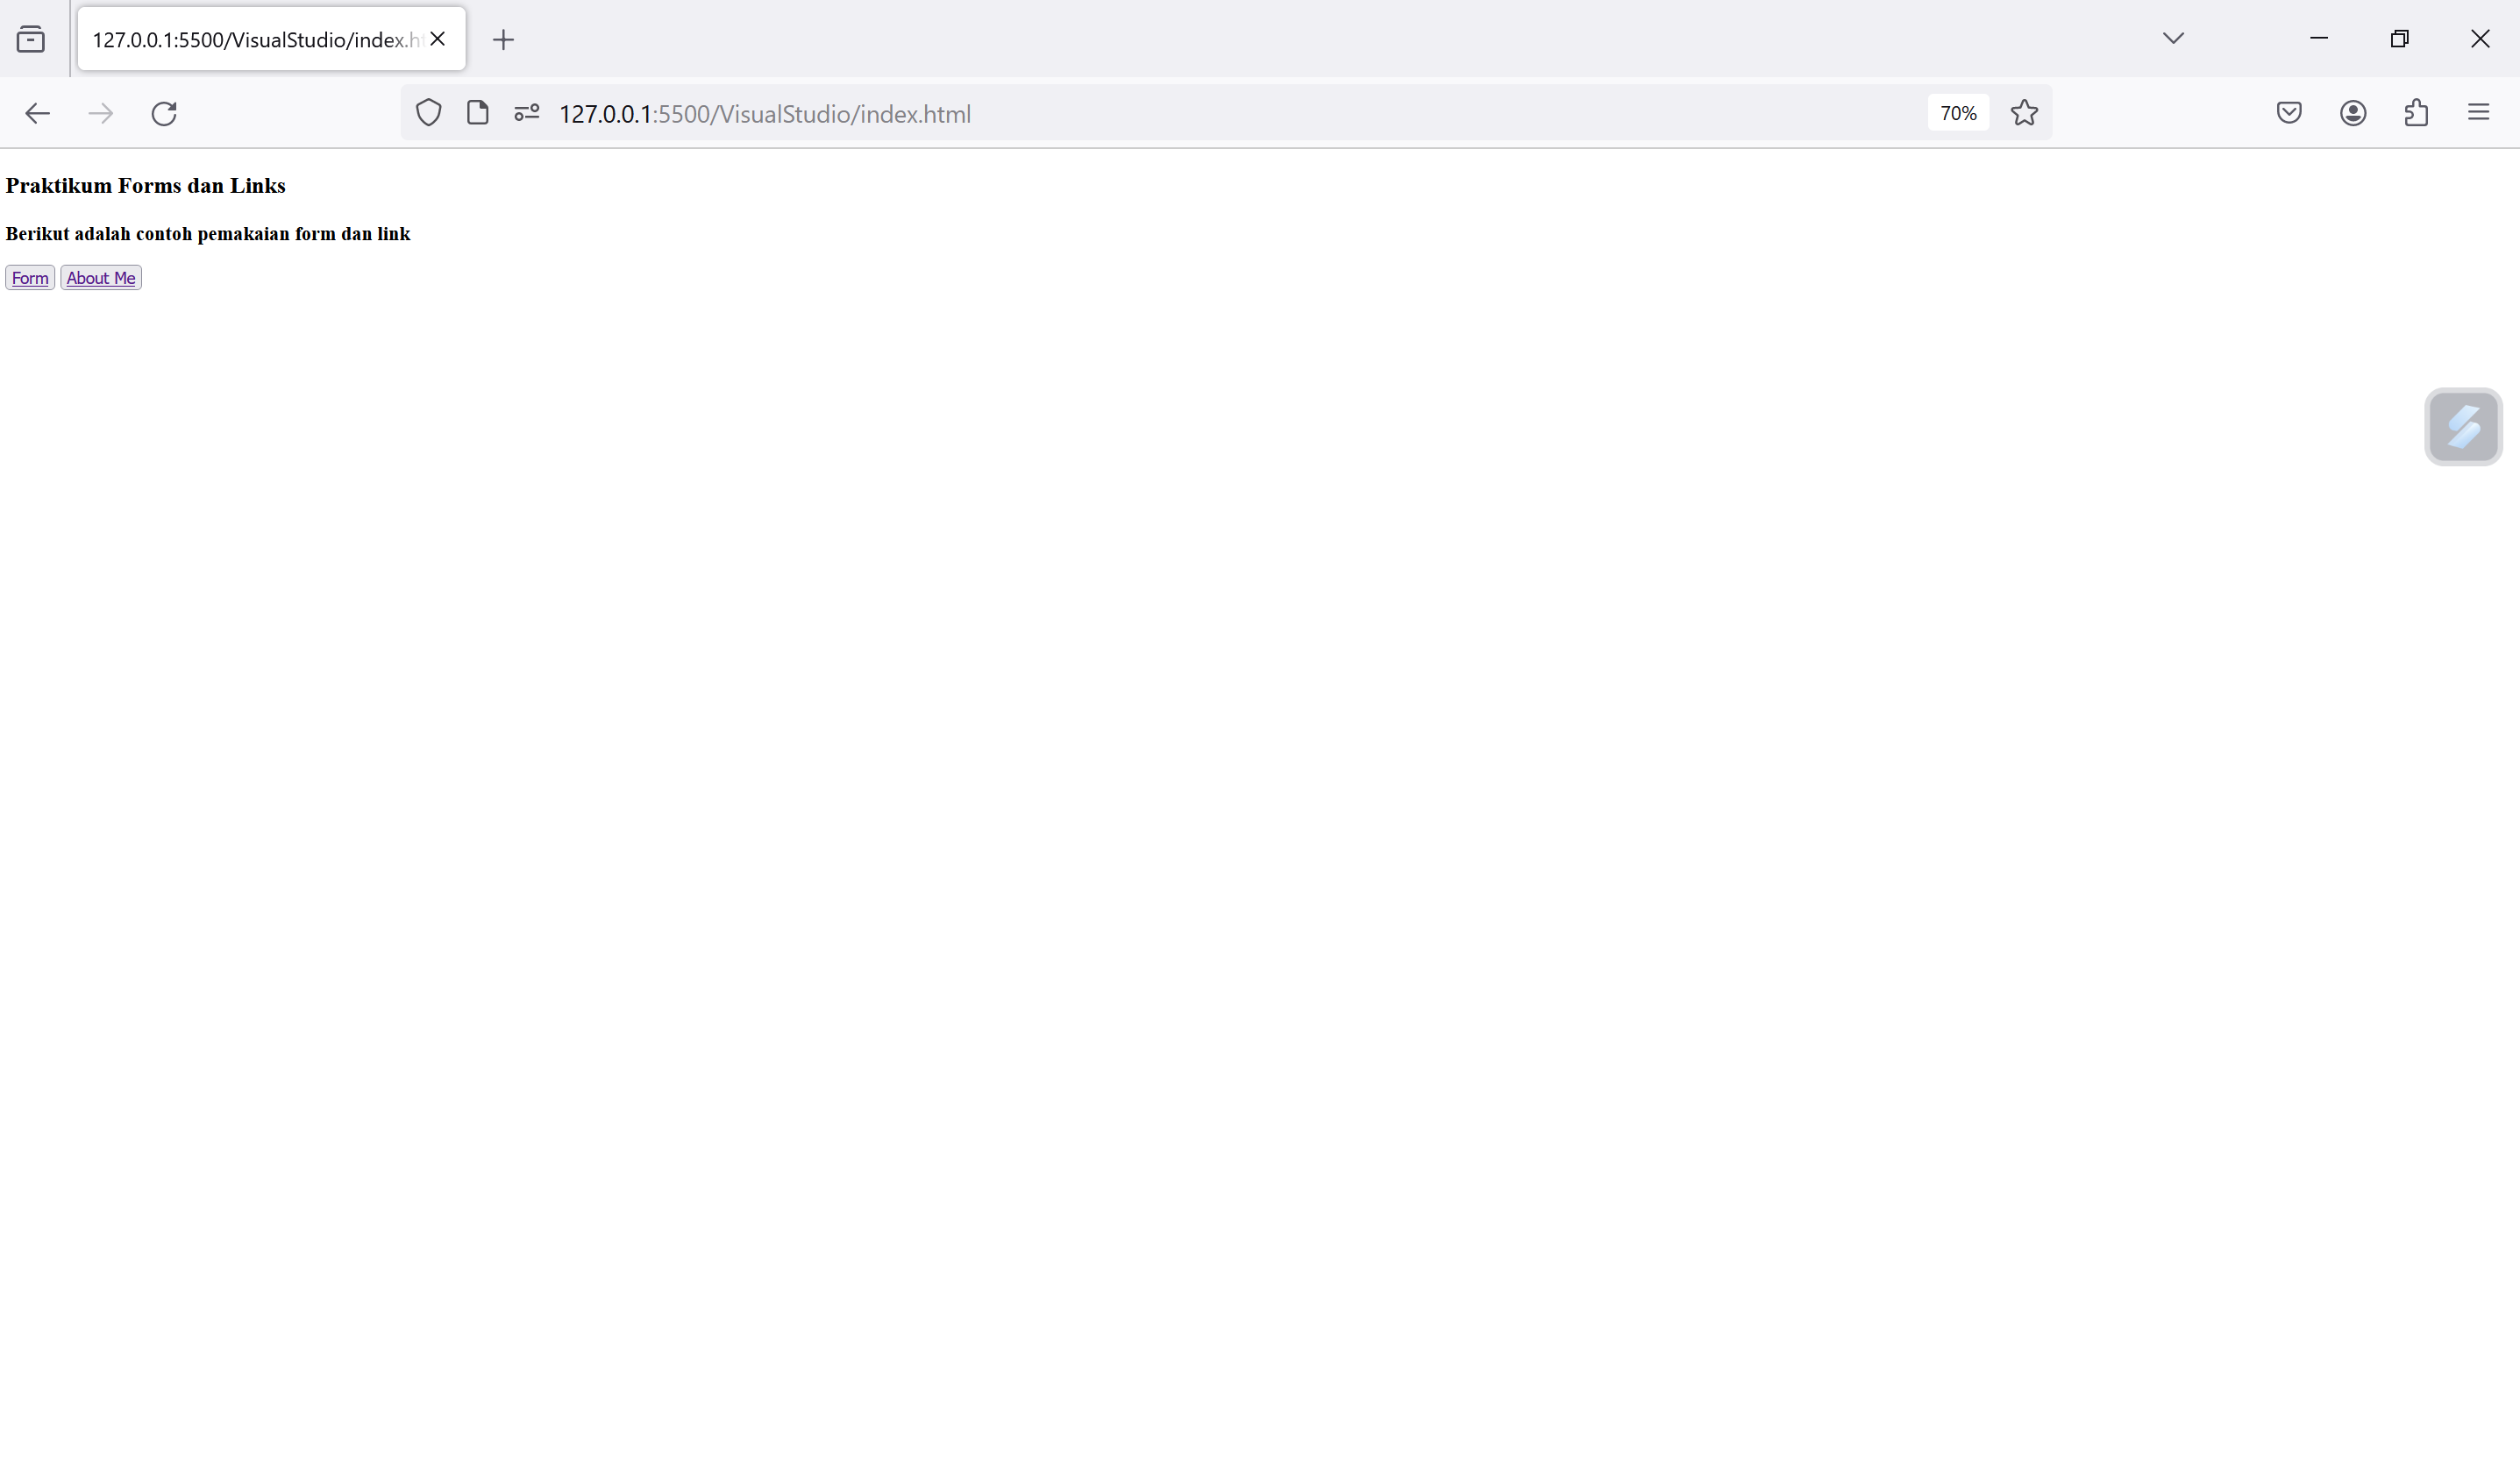 127.0.0.1:5500/VisualStudio/index.ht
127.0.0.1:5500/VisualStudio/index.html
70%
Praktikum Forms dan Links
Berikut adalah contoh pemakaian form dan link
Form About Me